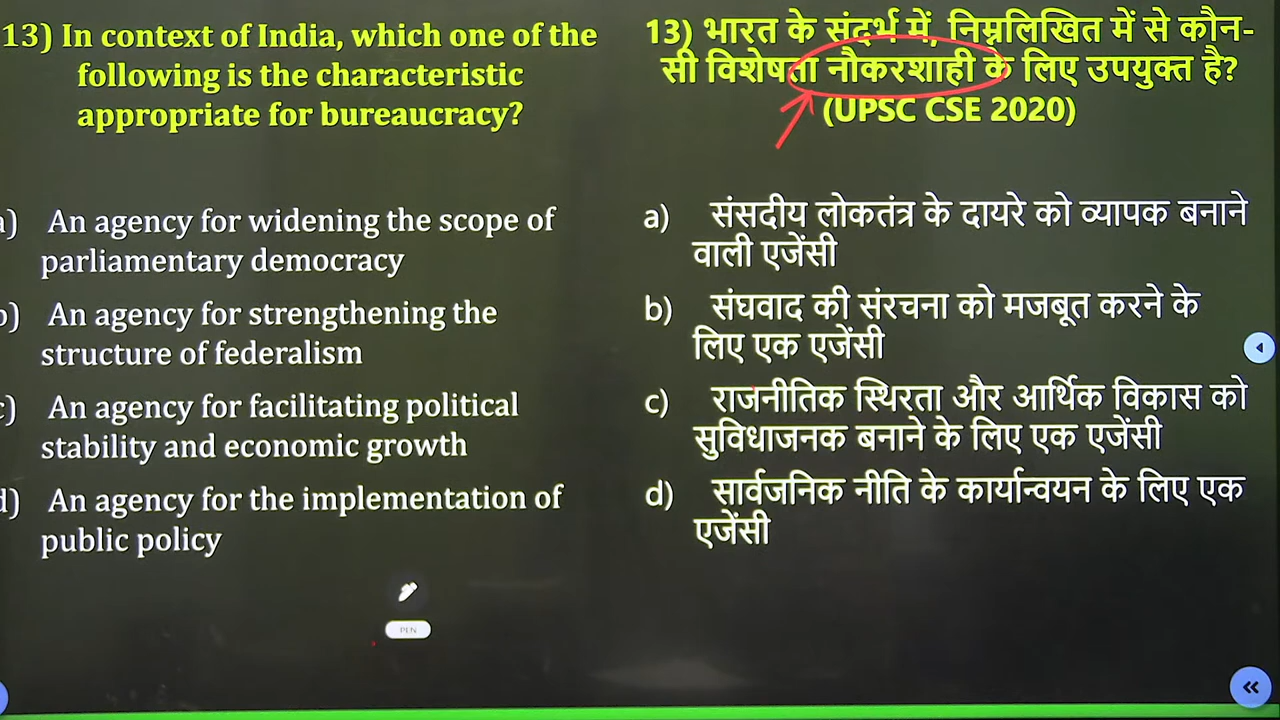 13) In context of India, which one of the
following is the characteristic
appropriate for bureaucracy?
a) An agency for widening the scope of
parliamentary democracy
b) An agency for strengthening the
structure of federalism
c) An agency for facilitating political
stability and economic growth
d) An agency for the implementation of
public policy
PEN
13) भारत के संदर्भ में, निम्नलिखित में से कौन-
सी विशेषता नौकरशाही के लिए उपयुक्त है?
(UPSC CSE 2020)
a) संसदीय लोकतंत्र के दायरे को व्यापक बनाने
वाली एजेंसी
b) संघवाद की संरचना को मजबूत करने के
लिए एक एजेंसी
c) राजनीतिक स्थिरता और आर्थिक विकास को
सुविधाजनक बनाने के लिए एक एजेंसी
d) सार्वजनिक नीति के कार्यान्वयन के लिए एक
एजेंसी